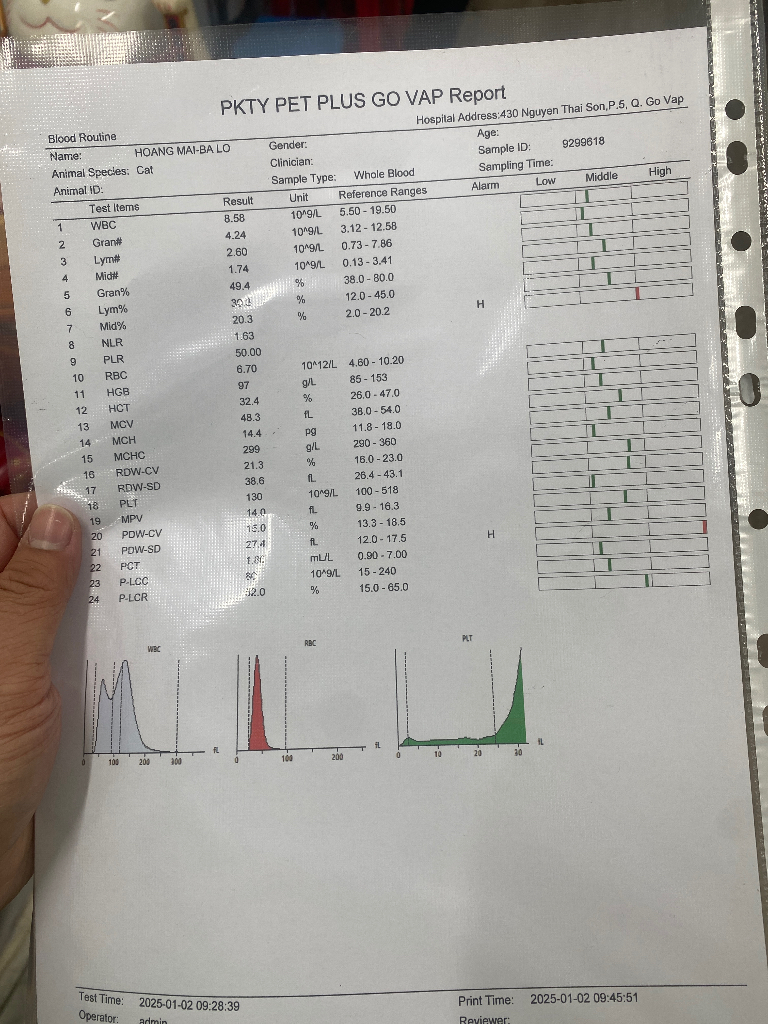 PKTY PET PLUS GO VAP Report
Hospital Address:430 Nguyen Thai Son,P.5, Q. Go Vap
Blood Routine
Name: HOANG MAI-BA LO Gender: Age:
Animal Species: Cat Clinician: Sample ID: 9299618
Animal ID: Sample Type: Whole Blood Sampling Time:
Test Items Result Unit Reference Ranges Alarm Low Middle High
1 WBC 8.58 10^9/L 5.50 - 19.50
2 Gran# 4.24 10^9/L 3.12 - 12.58
3 Lym# 2.60 10^9/L 0.73 - 7.86
4 Mid# 1.74 10^9/L 0.13 - 3.41
5 Gran% 49.4 % 38.0 - 80.0
6 Lym% % 12.0 - 45.0
7 Mid% 20.3 % 2.0 - 20.2 H
8 NLR 1.63
9 PLR 50.00
10 RBC 6.70 10^12/L 4.60 - 10.20
11 HGB 97 g/L 85 - 153
12 HCT 32.4 % 26.0 - 47.0
13 MCV 48.3 fL 38.0 - 54.0
14 MCH 14.4 pg 11.8 - 18.0
15 MCHC 299 g/L 290 - 360
16 RDW-CV 21.3 % 16.0 - 23.0
17 RDW-SD 38.6 fL 26.4 - 43.1
18 PLT 130 10^9/L 100 - 518
19 MPV 14.0 fL 9.9 - 16.3
20 PDW-CV 15.0 % 13.3 - 18.5
21 PDW-SD 27.4 fL 12.0 - 17.5 H
22 PCT mL/L 0.90 - 7.00
23 P-LCC 10^9/L 15 - 240
24 P-LCR % 15.0 - 65.0
WBC RBC PLT
0 100 200 300 fL 0 100 200 fL 0 10 20 30 fL
Test Time: 2025-01-02 09:28:39 Print Time: 2025-01-02 09:45:51
Operator: admin Reviewer: